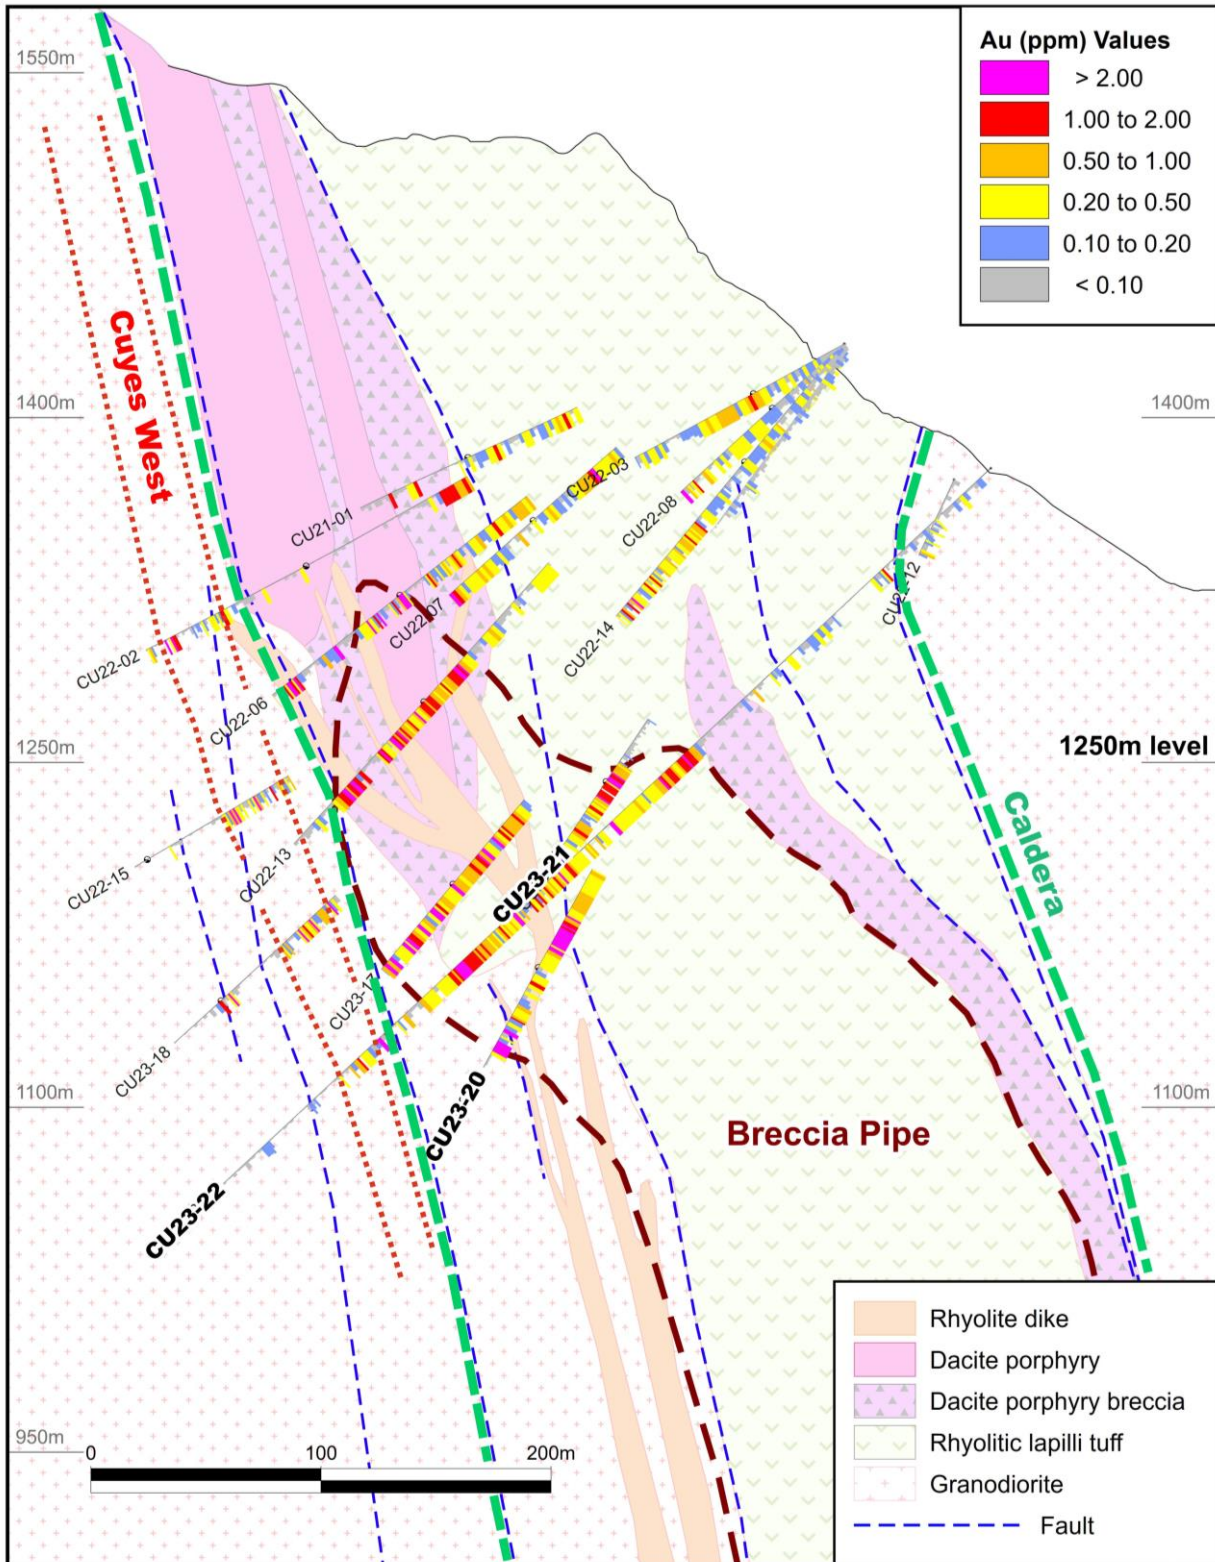 Au (ppm) Values
> 2.00
1.00 to 2.00
0.50 to 1.00
0.20 to 0.50
0.10 to 0.20
< 0.10
1550m
Cuyes West
1400m
1400m
CU21-01
CU22-03
CU22-08
CU22-02
CU22-07
CU22-14
CU22-06
1250m
1250m level
CU22-15
CU22-13
CU23-21
Caldera
CU23-17
CU23-18
1100m
1100m
CU23-20
Breccia Pipe
CU23-22
950m
0
100
200m
Rhyolite dike
Dacite porphyry
Dacite porphyry breccia
Rhyolitic lapilli tuff
Granodiorite
Fault